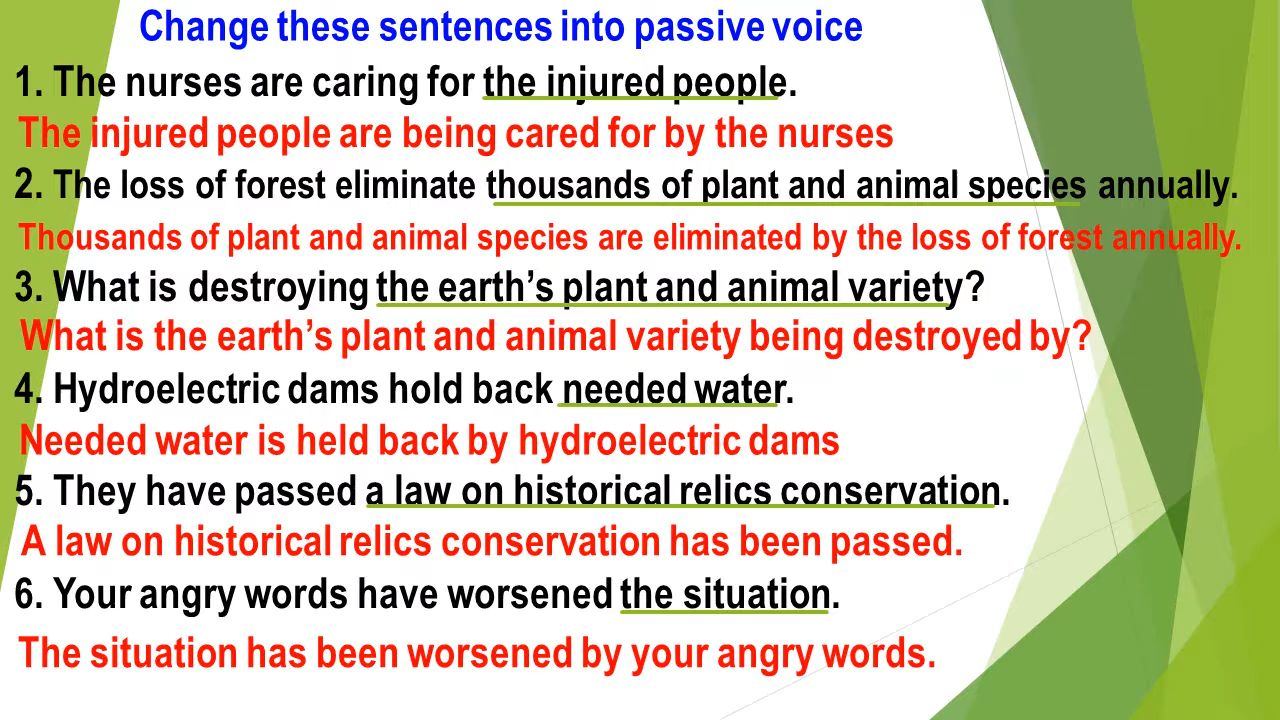 Change these sentences into passive voice
1. The nurses are caring for the injured people.
The injured people are being cared for by the nurses
2. The loss of forest eliminate thousands of plant and animal species annually.
Thousands of plant and animal species are eliminated by the loss of forest annually.
3. What is destroying the earth’s plant and animal variety?
What is the earth’s plant and animal variety being destroyed by?
4. Hydroelectric dams hold back needed water.
Needed water is held back by hydroelectric dams
5. They have passed a law on historical relics conservation.
A law on historical relics conservation has been passed.
6. Your angry words have worsened the situation.
The situation has been worsened by your angry words.